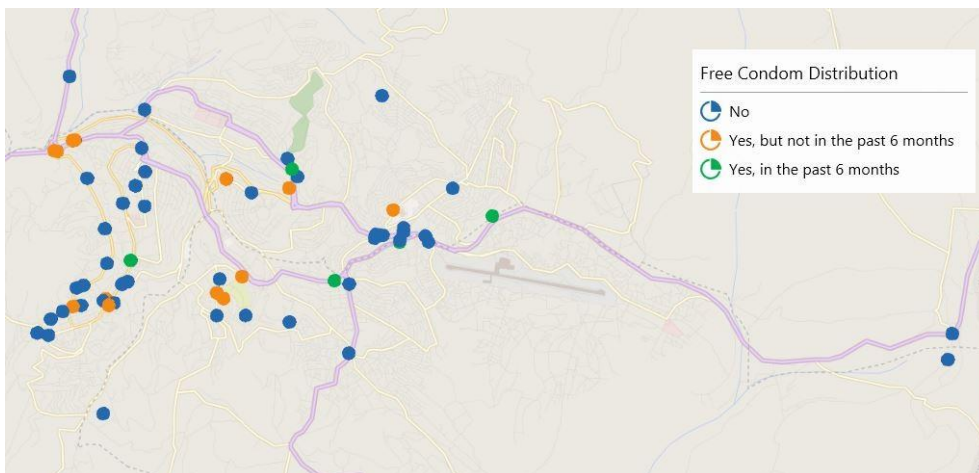 Free Condom Distribution
No
Yes, but not in the past 6 months
Yes, in the past 6 months